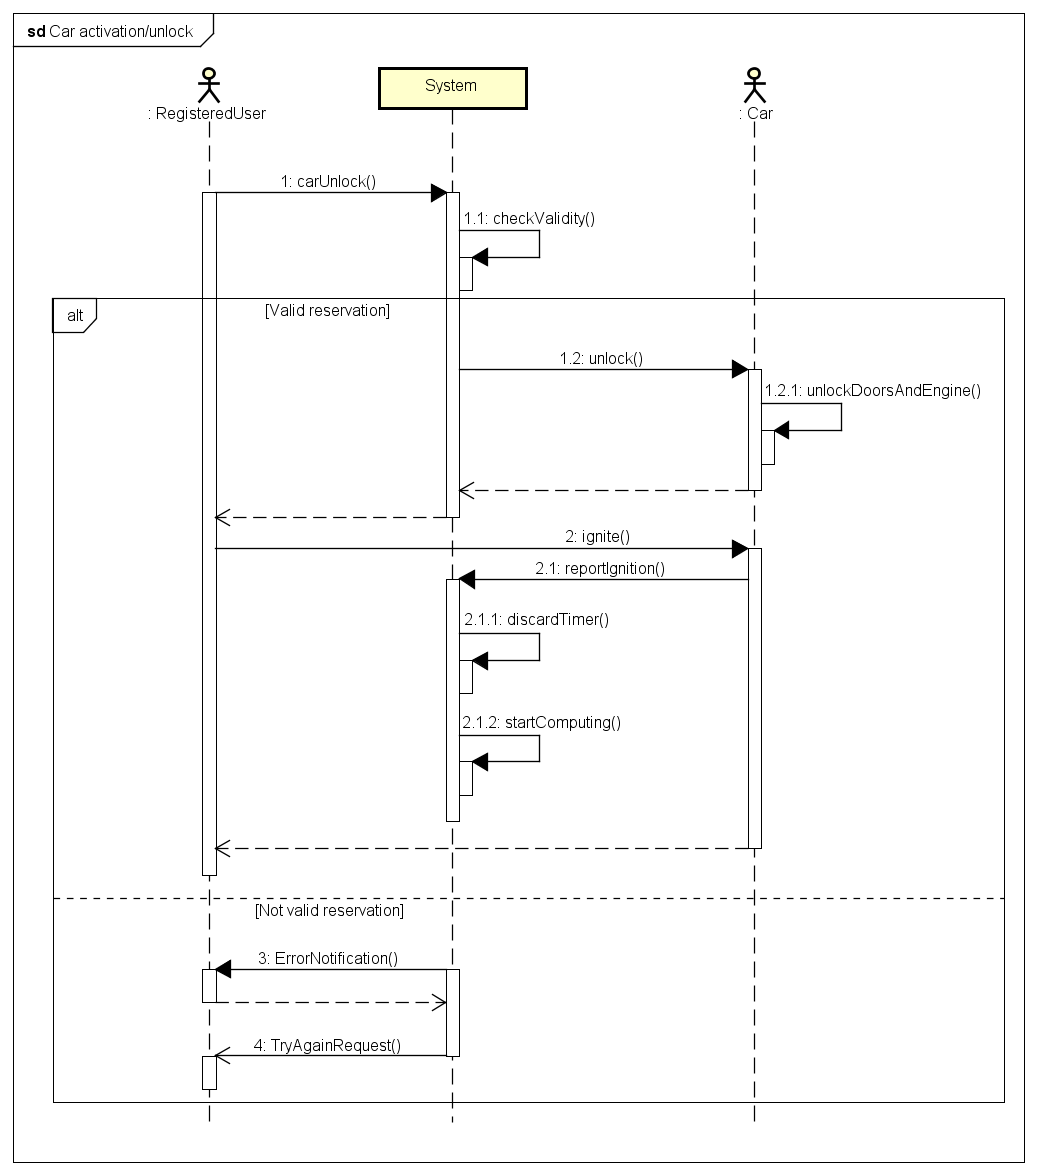 sd Car activation/unlock
System
: RegisteredUser
: Car
1: carUnlock()
1.1: checkValidity()
alt
[Valid reservation]
1.2: unlock()
1.2.1: unlockDoorsAndEngine()
2: ignite()
2.1: reportIgnition()
2.1.1: discardTimer()
2.1.2: startComputing()
[Not valid reservation]
3: ErrorNotification()
4: TryAgainRequest()